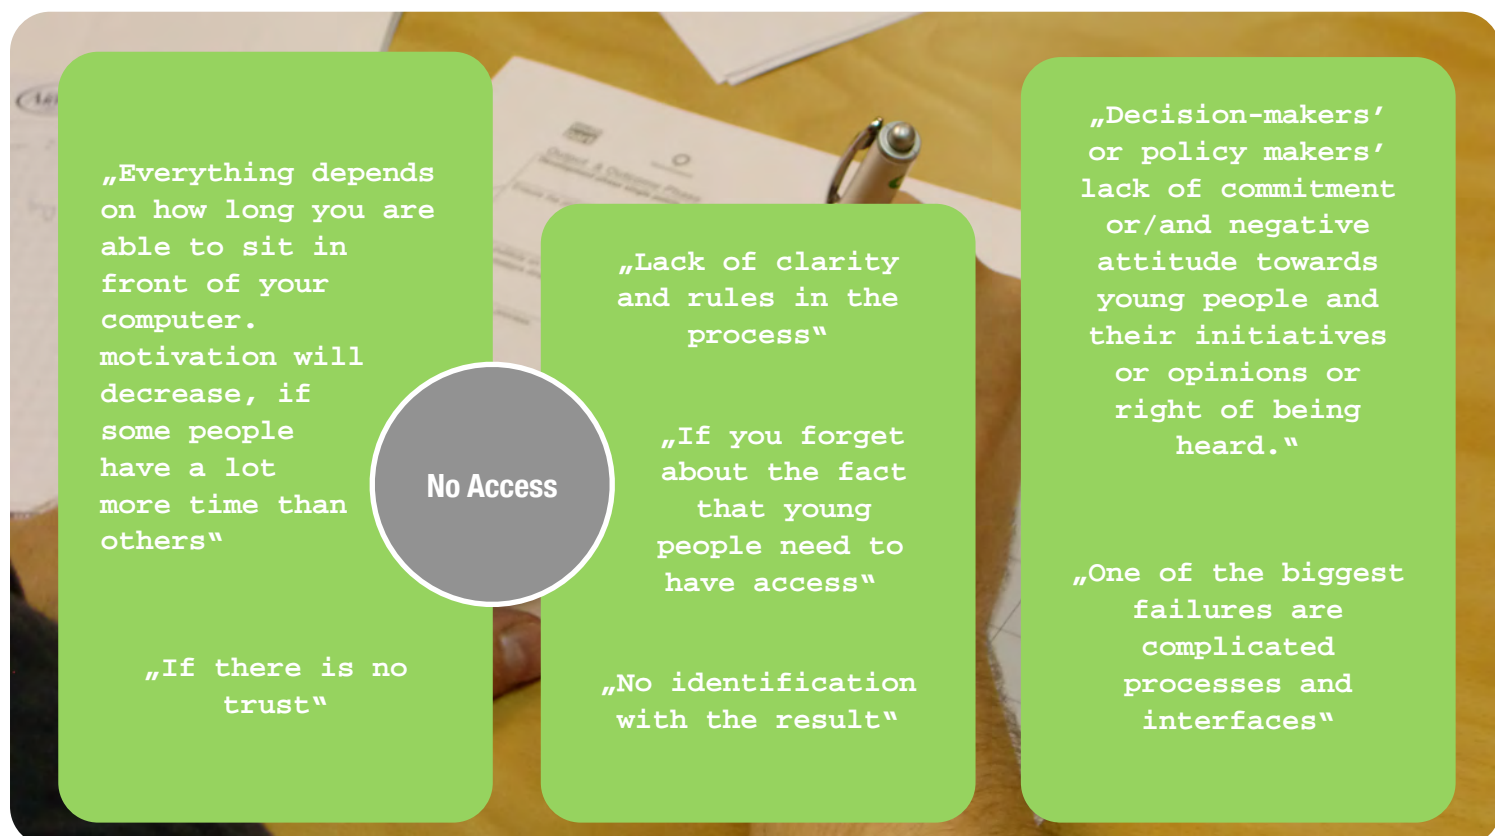 „Everything depends
on how long you are
able to sit in
front of your
computer.
motivation will
decrease, if
some people
have a lot
more time than
others“
„If there is no
trust“
No Access
„Lack of clarity
and rules in the
process“
„If you forget
about the fact
that young
people need to
have access“
„No identification
with the result“
„Decision-makers’
or policy makers’
lack of commitment
or/and negative
attitude towards
young people and
their initiatives
or opinions or
right of being
heard.“
„One of the biggest
failures are
complicated
processes and
interfaces“
Output & Outcome Phase